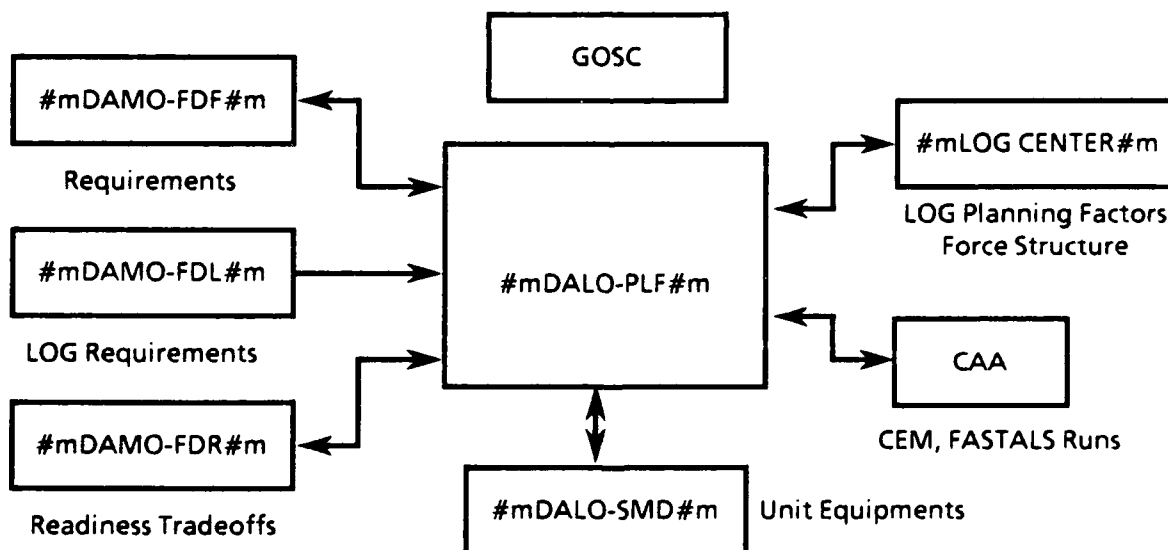 GOSC
#mDAMO-FDF#m
Requirements
#mLOG CENTER#m
LOG Planning Factors
Force Structure
#mDAMO-FDL#m
LOG Requirements
#mDALO-PLF#m
CAA
CEM, FASTALS Runs
#mDAMO-FDR#m
Readiness Tradeoffs
#mDALO-SMD#m
Unit Equipments